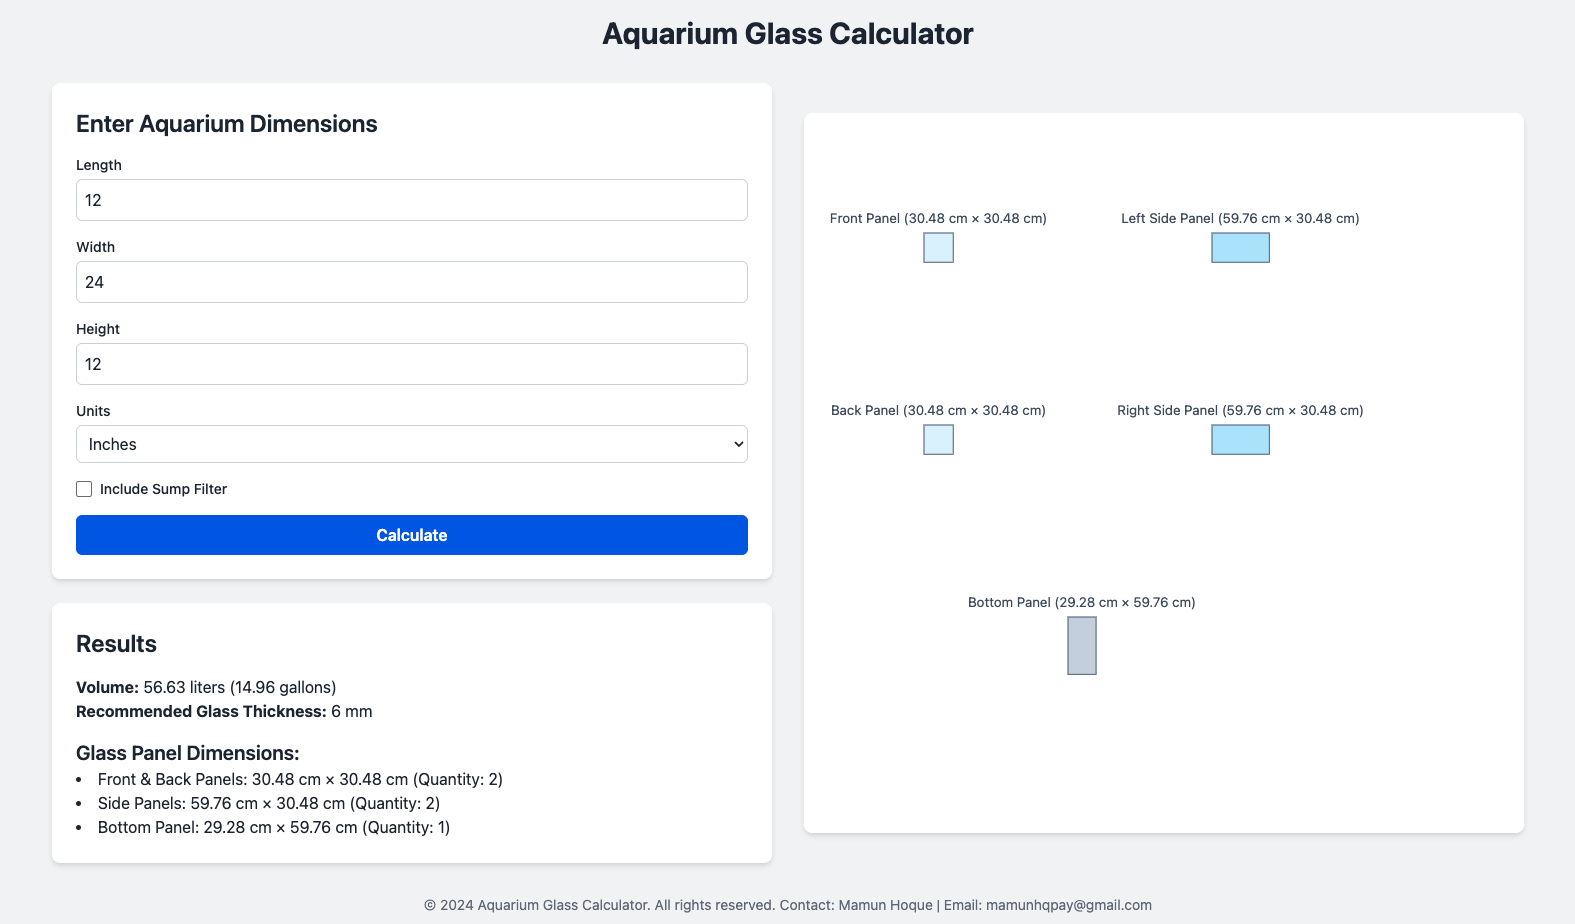 Aquarium Glass Calculator
Enter Aquarium Dimensions
Length
12
Width
24
Height
12
Units
Inches
Include Sump Filter
Calculate
Results
Volume: 56.63 liters (14.96 gallons)
Recommended Glass Thickness: 6 mm
Glass Panel Dimensions:
• Front & Back Panels: 30.48 cm × 30.48 cm (Quantity: 2)
• Side Panels: 59.76 cm × 30.48 cm (Quantity: 2)
• Bottom Panel: 29.28 cm × 59.76 cm (Quantity: 1)
Front Panel (30.48 cm × 30.48 cm)
Left Side Panel (59.76 cm × 30.48 cm)
Back Panel (30.48 cm × 30.48 cm)
Right Side Panel (59.76 cm × 30.48 cm)
Bottom Panel (29.28 cm × 59.76 cm)
© 2024 Aquarium Glass Calculator. All rights reserved. Contact: Mamun Hoque | Email: mamunhqpay@gmail.com